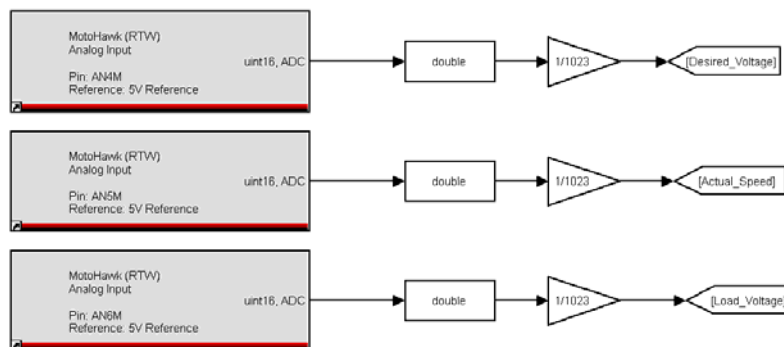 MotoHawk (RTW)
Analog Input
Pin: AN4M
Reference: 5V Reference
uint16, ADC
double
1/1023
[Desired_Voltage]
MotoHawk (RTW)
Analog Input
Pin: AN5M
Reference: 5V Reference
uint16, ADC
double
1/1023
[Actual_Speed]
MotoHawk (RTW)
Analog Input
Pin: AN6M
Reference: 5V Reference
uint16, ADC
double
1/1023
[Load_Voltage]